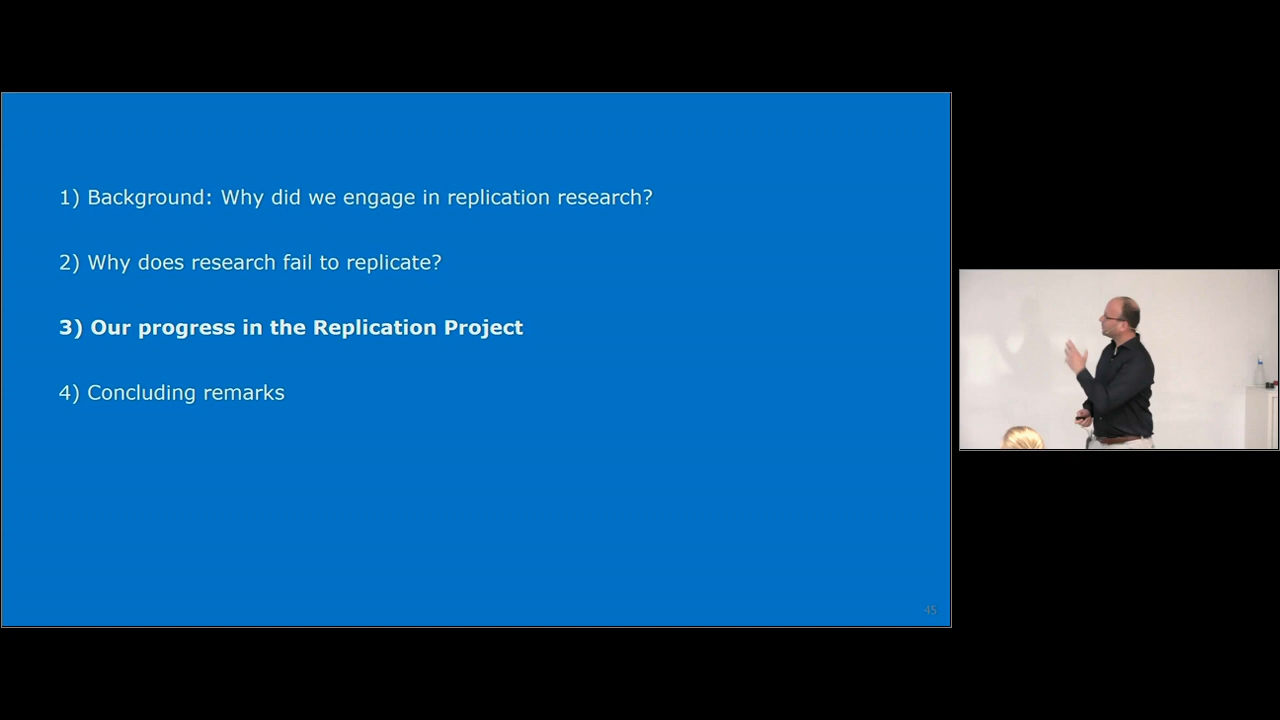 1) Background: Why did we engage in replication research?
2) Why does research fail to replicate?
3) Our progress in the Replication Project
4) Concluding remarks
45